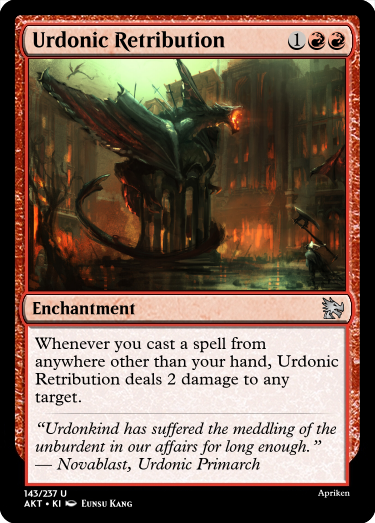 Urdonic Retribution 1
Enchantment
Whenever you cast a spell from
anywhere other than your hand, Urdonic
Retribution deals 2 damage to any
target.
“Urdonkind has suffered the meddling of the
unburdent in our affairs for long enough.”
— Novablast, Urdonic Primarch
143/237 U
Apriken
AKT • KI Eunsu Kang